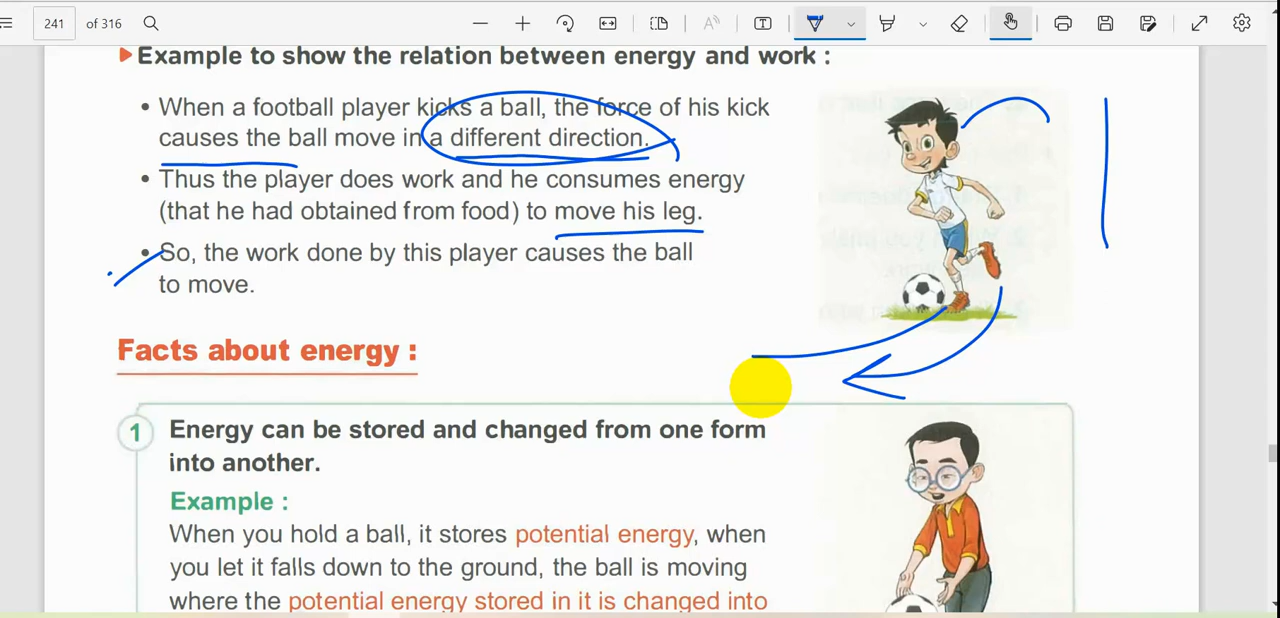 241 of 316
Example to show the relation between energy and work :
• When a football player kicks a ball, the force of his kick
causes the ball move in a different direction.
• Thus the player does work and he consumes energy
(that he had obtained from food) to move his leg.
• So, the work done by this player causes the ball
to move.
Facts about energy :
1 Energy can be stored and changed from one form
into another.
Example :
When you hold a ball, it stores potential energy, when
you let it falls down to the ground, the ball is moving
where the potential energy stored in it is changed into